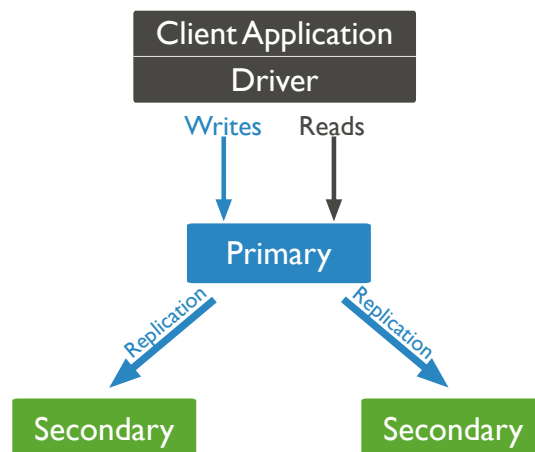 Client Application
Driver
Writes Reads
Primary
Replication Replication
Secondary Secondary